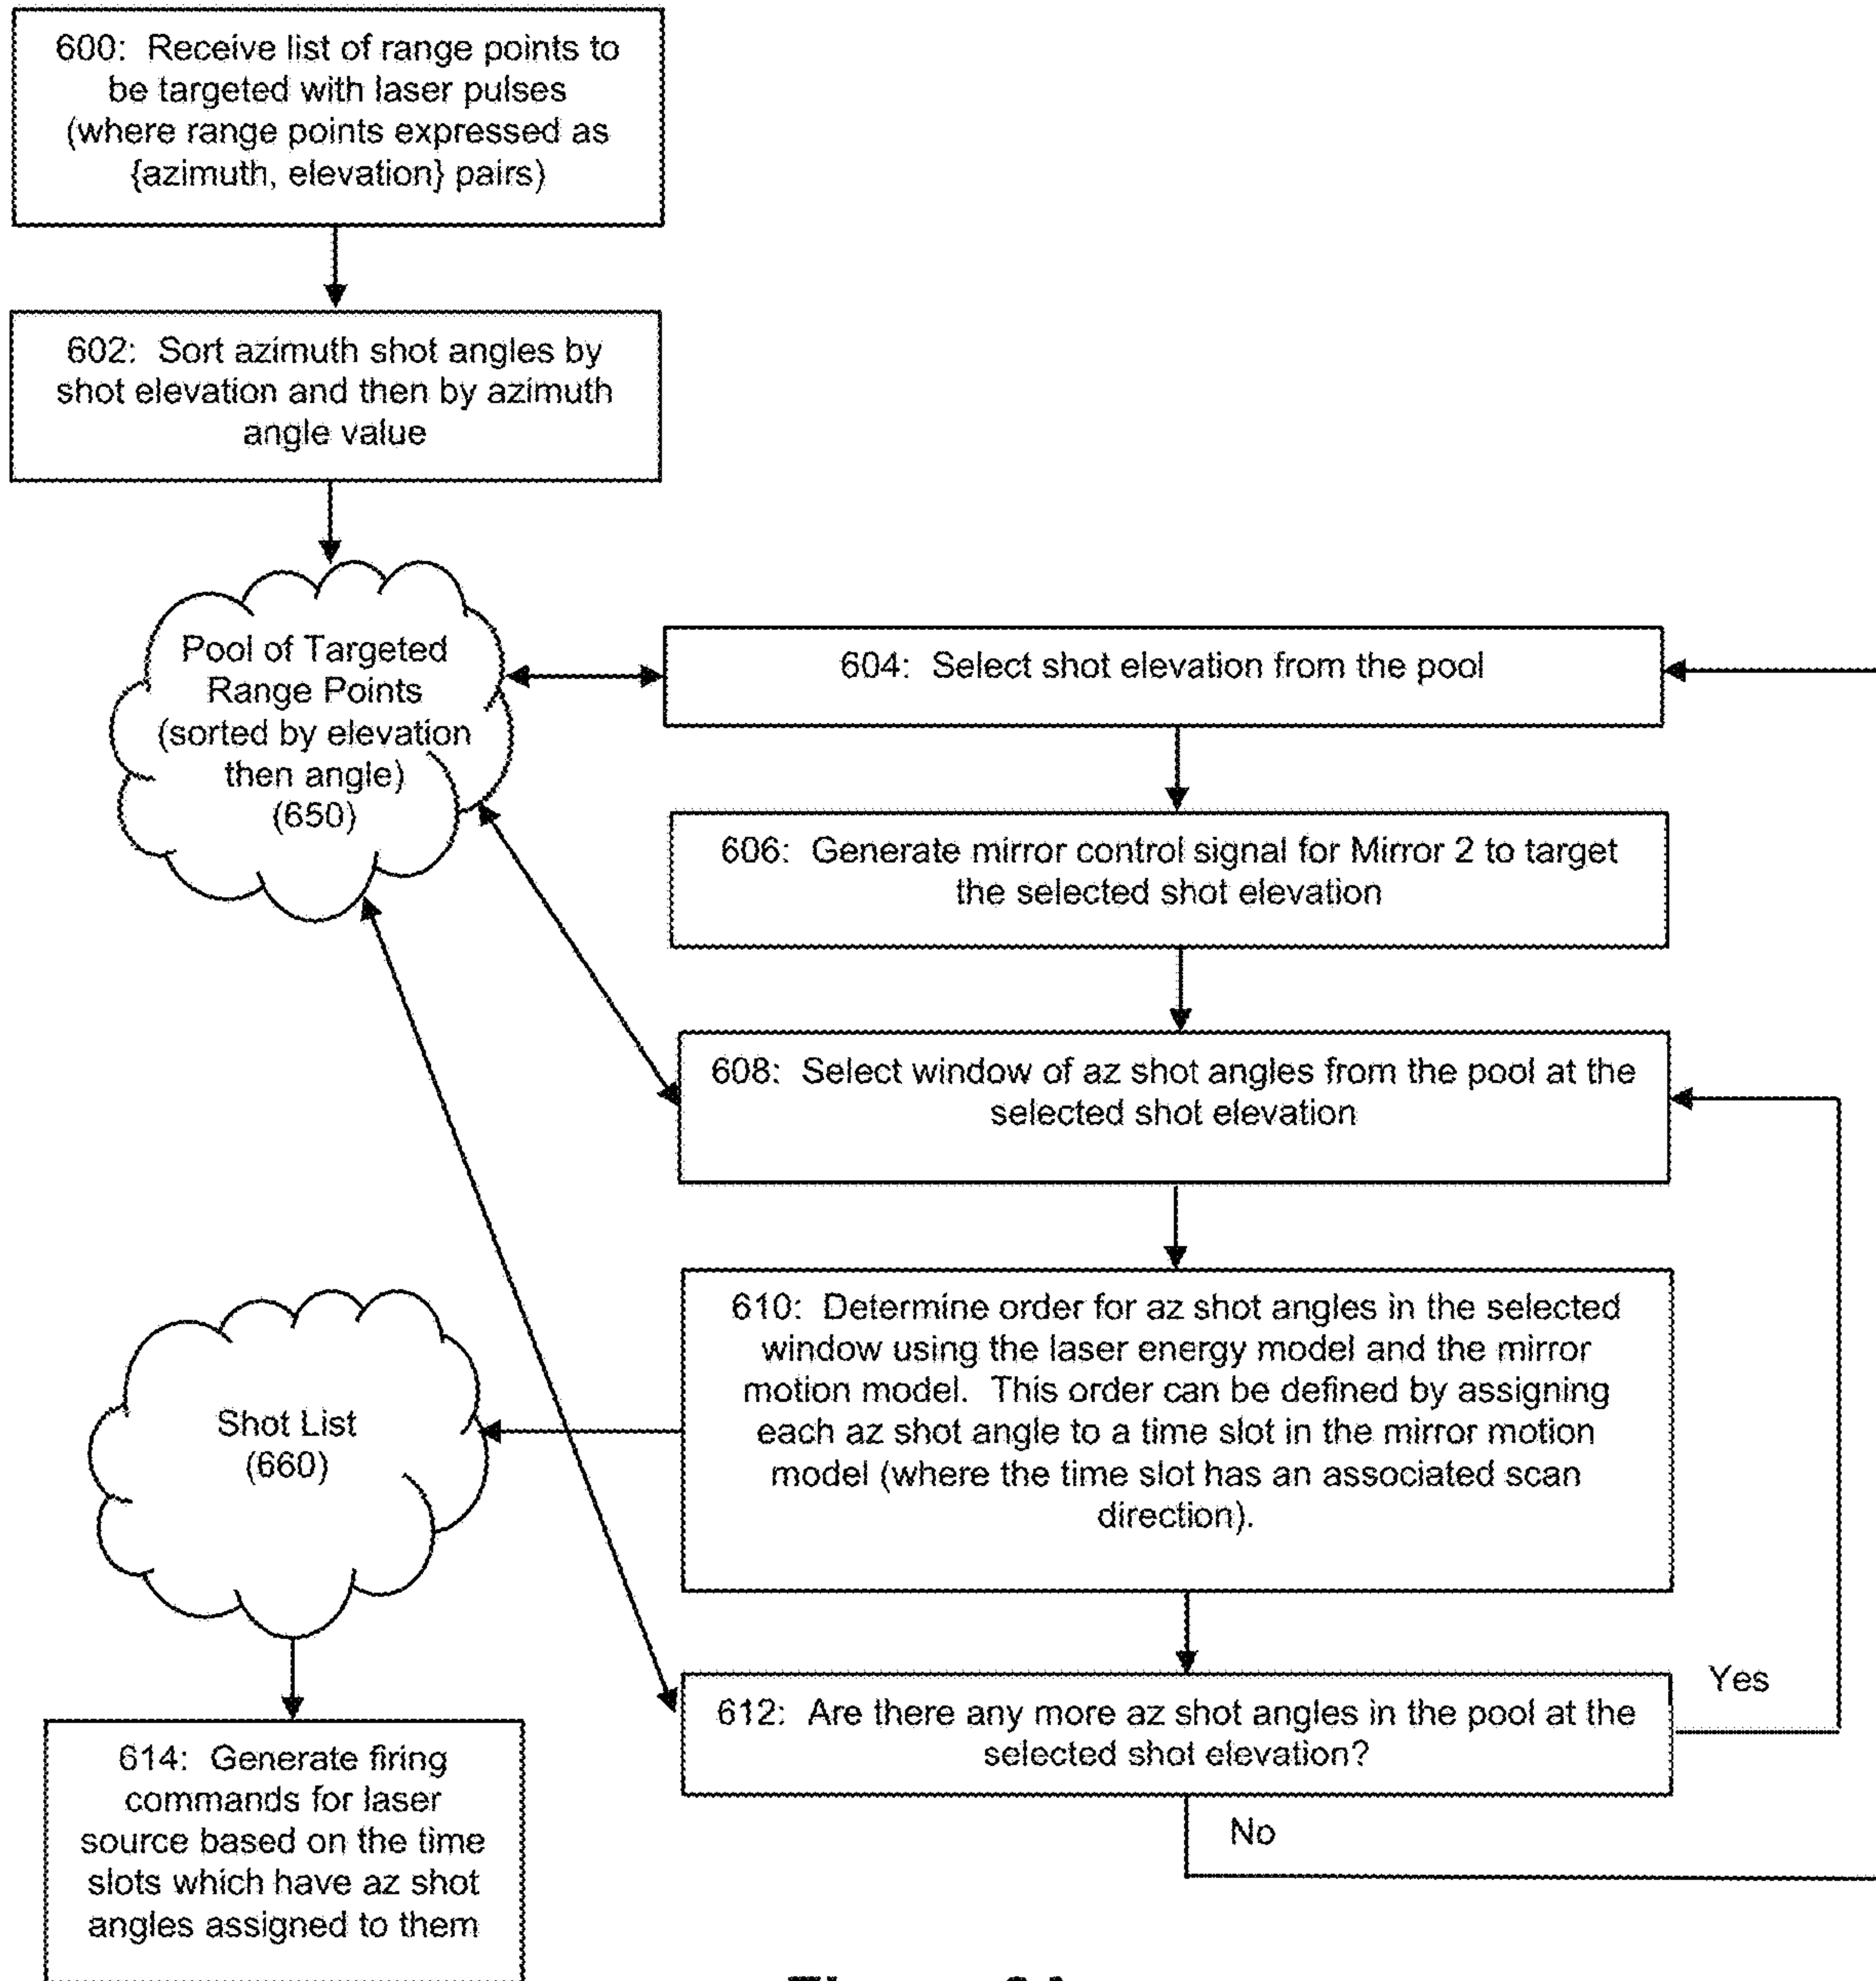 600: Receive list of range points to
be targeted with laser pulses
(where range points expressed as
{azimuth, elevation} pairs)
602: Sort azimuth shot angles by
shot elevation and then by azimuth
angle value
Pool of Targeted
Range Points
(sorted by elevation
then angle)
(650)
604: Select shot elevation from the pool
606: Generate mirror control signal for Mirror 2 to target
the selected shot elevation
608: Select window of az shot angles from the pool at the
selected shot elevation
610: Determine order for az shot angles in the selected
window using the laser energy model and the mirror
motion model. This order can be defined by assigning
each az shot angle to a time slot in the mirror motion
model (where the time slot has an associated scan
direction).
Shot List
(660)
612: Are there any more az shot angles in the pool at the
selected shot elevation?
Yes
No
614: Generate firing
commands for laser
source based on the time
slots which have az shot
angles assigned to them